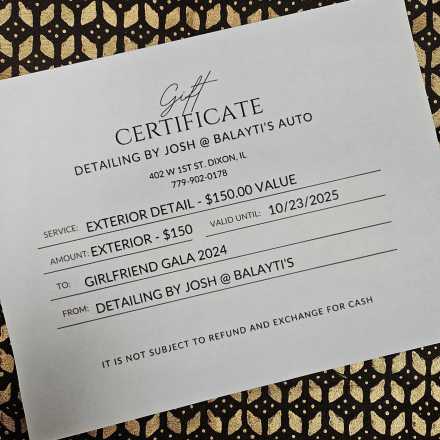 Gift
CERTIFICATE
DETAILING BY JOSH @ BALAYTI'S AUTO
402 W 1ST ST. DIXON, IL
779-902-0178
SERVICE: EXTERIOR DETAIL - $150.00 VALUE
AMOUNT: EXTERIOR - $150 VALID UNTIL: 10/23/2025
TO: GIRLFRIEND GALA 2024
FROM: DETAILING BY JOSH @ BALAYTI'S
IT IS NOT SUBJECT TO REFUND AND EXCHANGE FOR CASH